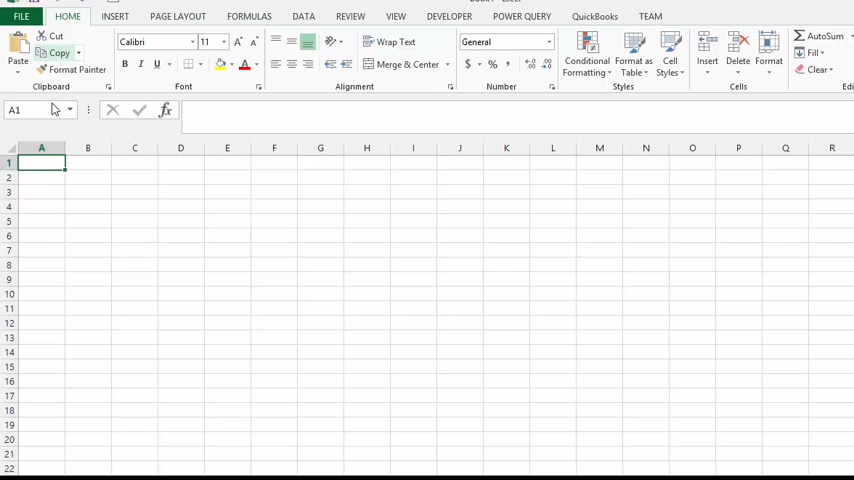 FILE HOME INSERT PAGE LAYOUT FORMULAS DATA REVIEW VIEW DEVELOPER POWER QUERY QuickBooks TEAM
Cut
Copy
Format Painter
Paste
Clipboard
Calibri 11
B I U
Font
Wrap Text
Merge & Center
Alignment
General
$ % ,
Number
Conditional Formatting
Format as Table
Cell Styles
Styles
Insert
Delete
Format
Cells
AutoSum
Fill
Clear
A1
fx
A B C D E F G H I J K L M N O P Q R
1
2
3
4
5
6
7
8
9
10
11
12
13
14
15
16
17
18
19
20
21
22